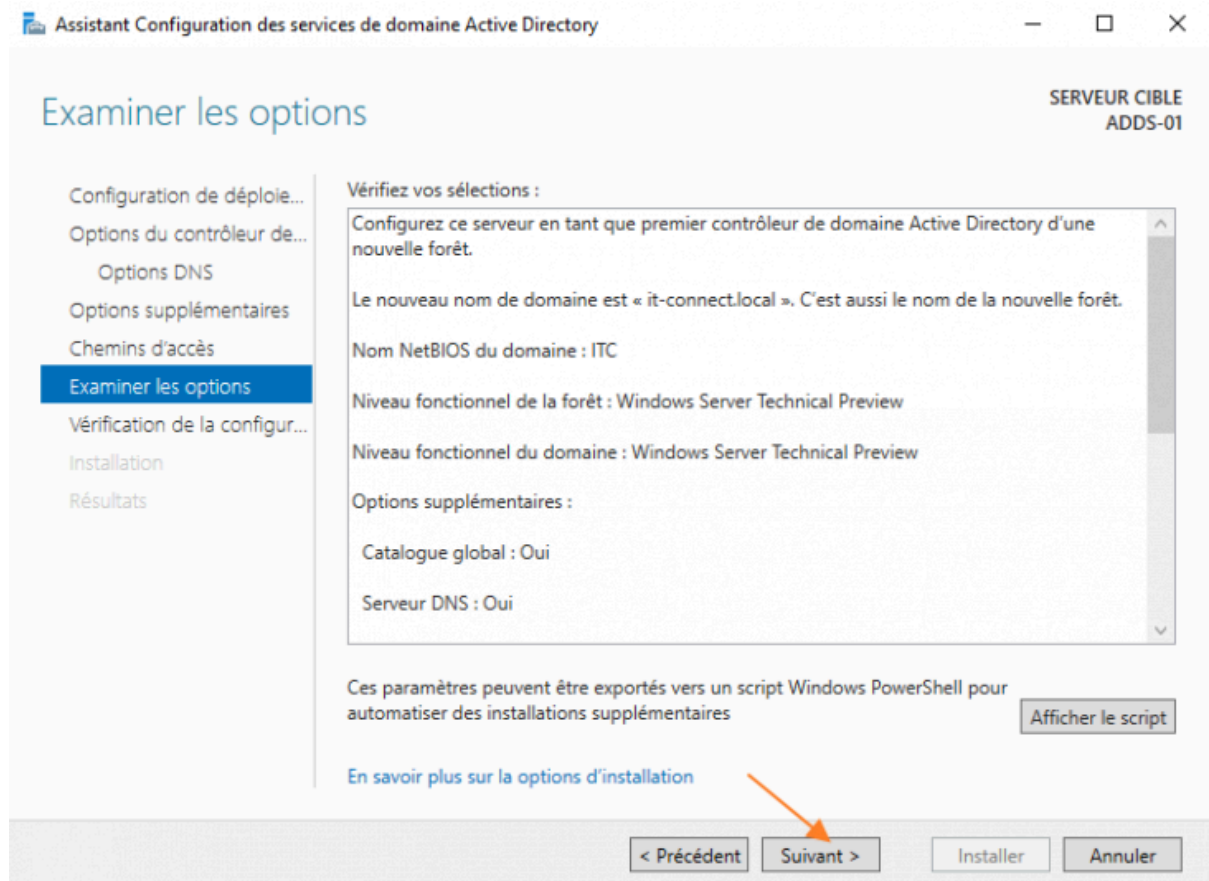 Assistant Configuration des services de domaine Active Directory
Examiner les options
SERVEUR CIBLE
ADDS-01
Configuration de déploie...
Options du contrôleur de...
Options DNS
Options supplémentaires
Chemins d'accès
Examiner les options
Vérification de la configur...
Installation
Résultats
Vérifiez vos sélections :
Configurez ce serveur en tant que premier contrôleur de domaine Active Directory d'une
nouvelle forêt.
Le nouveau nom de domaine est « it-connect.local ». C'est aussi le nom de la nouvelle forêt.
Nom NetBIOS du domaine : ITC
Niveau fonctionnel de la forêt : Windows Server Technical Preview
Niveau fonctionnel du domaine : Windows Server Technical Preview
Options supplémentaires :
Catalogue global : Oui
Serveur DNS : Oui
Ces paramètres peuvent être exportés vers un script Windows PowerShell pour
automatiser des installations supplémentaires
Afficher le script
En savoir plus sur la options d'installation
< Précédent
Suivant >
Installer
Annuler